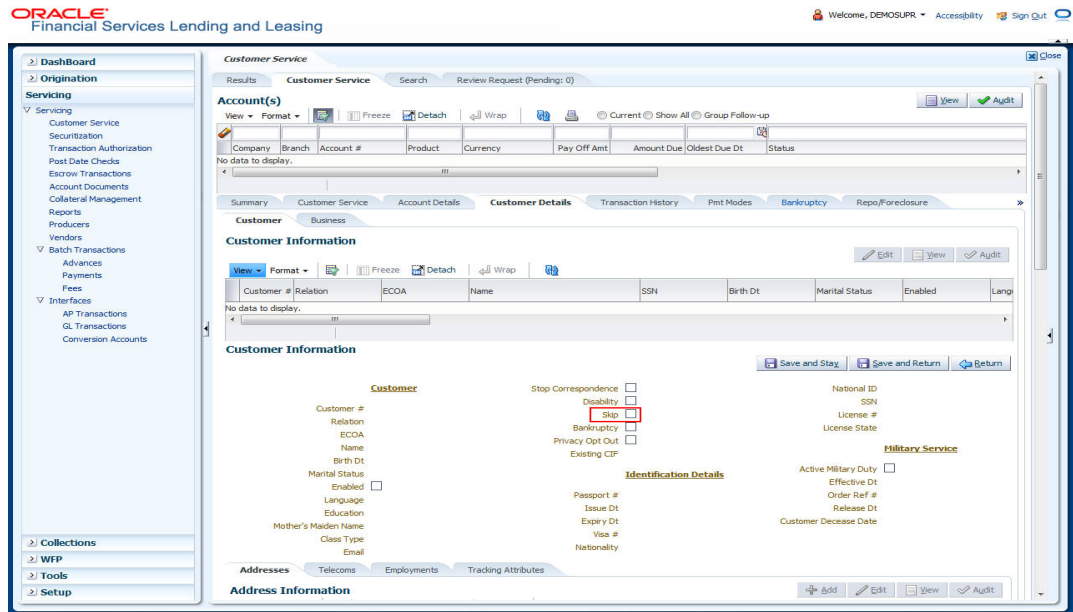 ORACLE
Financial Services Lending and Leasing
Welcome, DEMOSUPR Accessibility Sign Out
Close
DashBoard
Origination
Servicing
Servicing
Customer Service
Securitization
Transaction Authorization
Post Date Checks
Escrow Transactions
Account Documents
Collateral Management
Reports
Producers
Vendors
Batch Transactions
Advances
Payments
Fees
Interfaces
AP Transactions
GL Transactions
Conversion Accounts
Collections
WFP
Tools
Setup
Customer Service
Results Customer Service Search Review Request (Pending: 0)
Account(s)
View Audit
View Format Freeze Detach Wrap Current Show All Group Follow-up
Company Branch Account # Product Currency Pay Off Amt Amount Due Oldest Due Dt Status
No data to display.
Summary Customer Service Account Details Customer Details Transaction History Pmt Modes Bankruptcy Repo/Foreclosure »
Customer Business
Customer Information
Edit View Audit
View Format Freeze Detach Wrap
Customer # Relation ECOA Name SSN Birth Dt Marital Status Enabled Lang
No data to display.
Customer Information
Save and Stay Save and Return Return
Customer
Customer #
Relation
ECOA
Name
Birth Dt
Marital Status
Enabled
Language
Education
Mother's Maiden Name
Class Type
Email
Stop Correspondence
Disability
Skip
Bankruptcy
Privacy Opt Out
Existing CIF
Identification Details
Passport #
Issue Dt
Expiry Dt
Visa #
Nationality
National ID
SSN
License #
License State
Military Service
Active Military Duty
Effective Dt
Order Ref #
Release Dt
Customer Decease Date
Addresses Telecoms Employments Tracking Attributes
Address Information
Add Edit View Audit